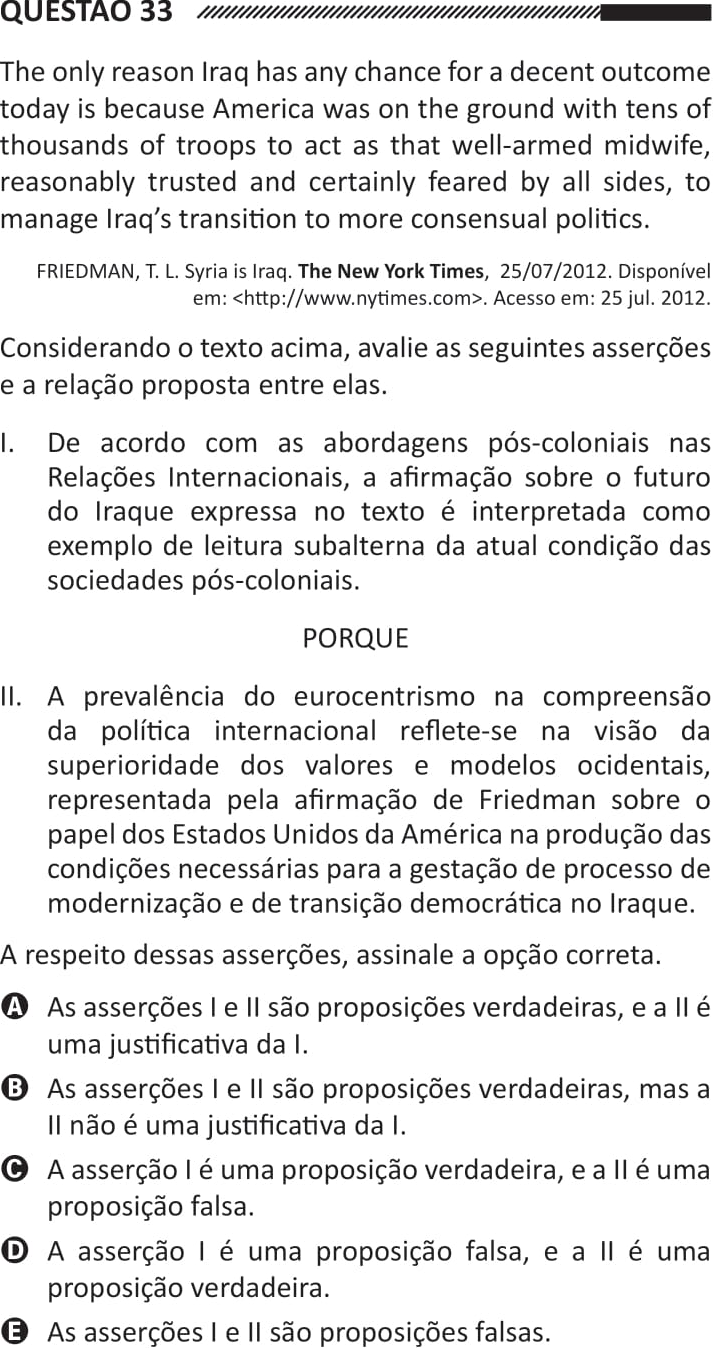 QUESTÃO 33
The only reason Iraq has any chance for a decent outcome
today is because America was on the ground with tens of
thousands of troops to act as that well-armed midwife,
reasonably trusted and certainly feared by all sides, to
manage Iraq’s transition to more consensual politics.
FRIEDMAN, T. L. Syria is Iraq. The New York Times, 25/07/2012. Disponível
em: <http://www.nytimes.com>. Acesso em: 25 jul. 2012.
Considerando o texto acima, avalie as seguintes asserções
e a relação proposta entre elas.
I. De acordo com as abordagens pós-coloniais nas
Relações Internacionais, a afirmação sobre o futuro
do Iraque expressa no texto é interpretada como
exemplo de leitura subalterna da atual condição das
sociedades pós-coloniais.
PORQUE
II. A prevalência do eurocentrismo na compreensão
da política internacional reflete-se na visão da
superioridade dos valores e modelos ocidentais,
representada pela afirmação de Friedman sobre o
papel dos Estados Unidos da América na produção das
condições necessárias para a gestação de processo de
modernização e de transição democrática no Iraque.
A respeito dessas asserções, assinale a opção correta.
A As asserções I e II são proposições verdadeiras, e a II é
uma justificativa da I.
B As asserções I e II são proposições verdadeiras, mas a
II não é uma justificativa da I.
C A asserção I é uma proposição verdadeira, e a II é uma
proposição falsa.
D A asserção I é uma proposição falsa, e a II é uma
proposição verdadeira.
E As asserções I e II são proposições falsas.